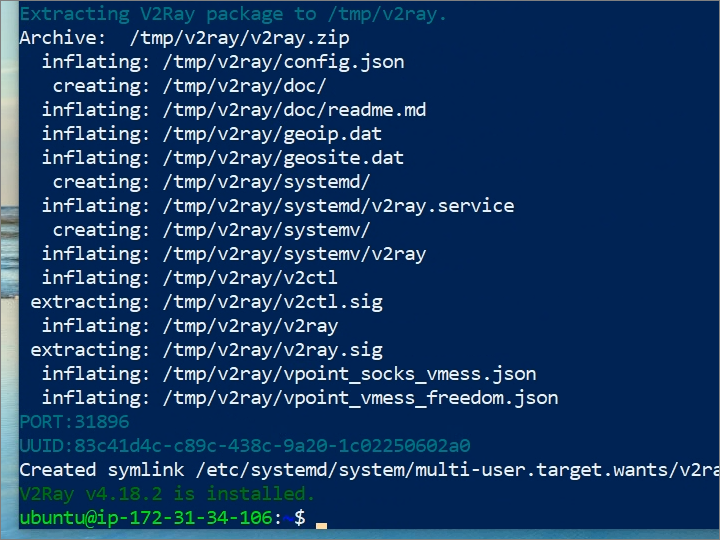 Extracting V2Ray package to /tmp/v2ray.
Archive:  /tmp/v2ray/v2ray.zip
  inflating: /tmp/v2ray/config.json
   creating: /tmp/v2ray/doc/
  inflating: /tmp/v2ray/doc/readme.md
  inflating: /tmp/v2ray/geoip.dat
  inflating: /tmp/v2ray/geosite.dat
   creating: /tmp/v2ray/systemd/
  inflating: /tmp/v2ray/systemd/v2ray.service
   creating: /tmp/v2ray/systemv/
  inflating: /tmp/v2ray/systemv/v2ray
  inflating: /tmp/v2ray/v2ctl
 extracting: /tmp/v2ray/v2ctl.sig
  inflating: /tmp/v2ray/v2ray
 extracting: /tmp/v2ray/v2ray.sig
  inflating: /tmp/v2ray/vpoint_socks_vmess.json
  inflating: /tmp/v2ray/vpoint_vmess_freedom.json
PORT:31896
UUID:83c41d4c-c89c-438c-9a20-1c02250602a0
Created symlink /etc/systemd/system/multi-user.target.wants/v2ra
V2Ray v4.18.2 is installed.
ubuntu@ip-172-31-34-106:~$